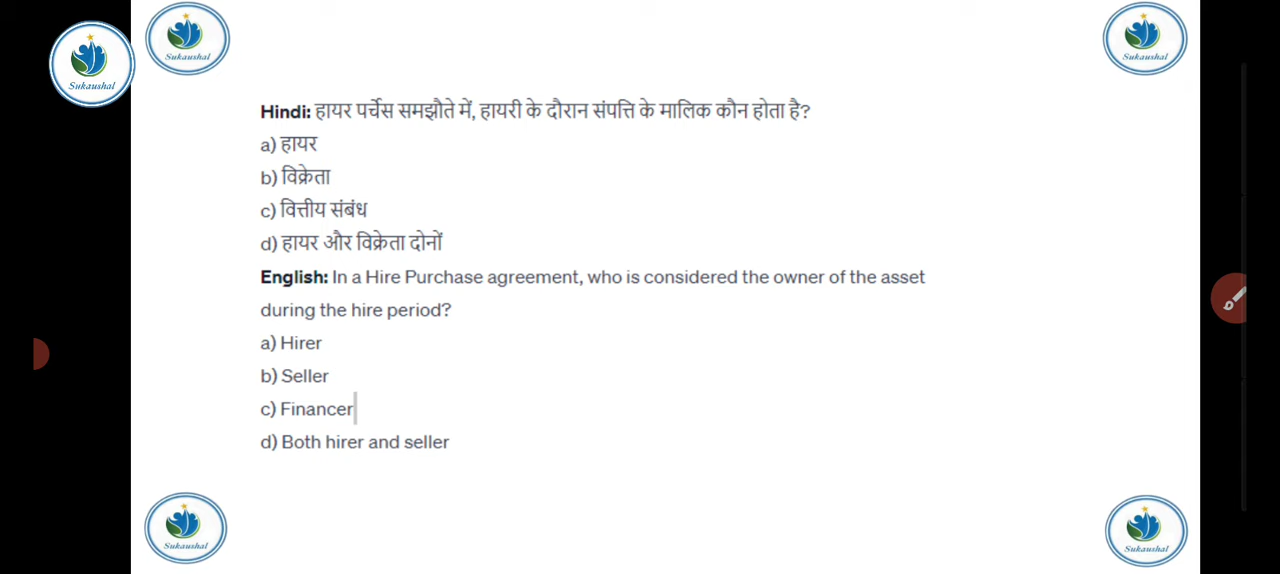 Sukaushal
Sukaushal
Sukaushal
Hindi: हायर पर्चेस समझौते में, हायरी के दौरान संपत्ति के मालिक कौन होता है?
a) हायर
b) विक्रेता
c) वित्तीय संबंध
d) हायर और विक्रेता दोनों
English: In a Hire Purchase agreement, who is considered the owner of the asset
during the hire period?
a) Hirer
b) Seller
c) Financer
d) Both hirer and seller
Sukaushal
Sukaushal